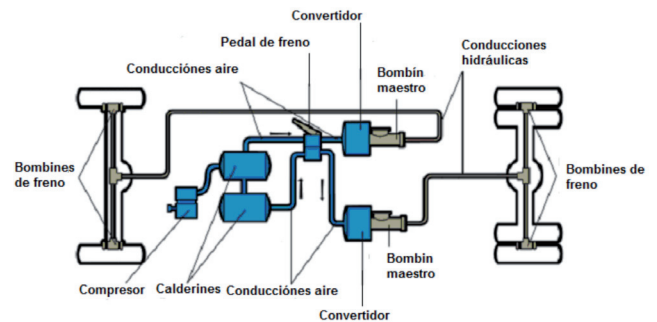 Convertidor
Pedal de freno
Conducciones
hidráulicas
Conducciónes aire
Bombín
maestro
Bombines
de freno
Bombines de
freno
Compresor
Calderines
Conducciónes aire
Bombin
maestro
Convertidor